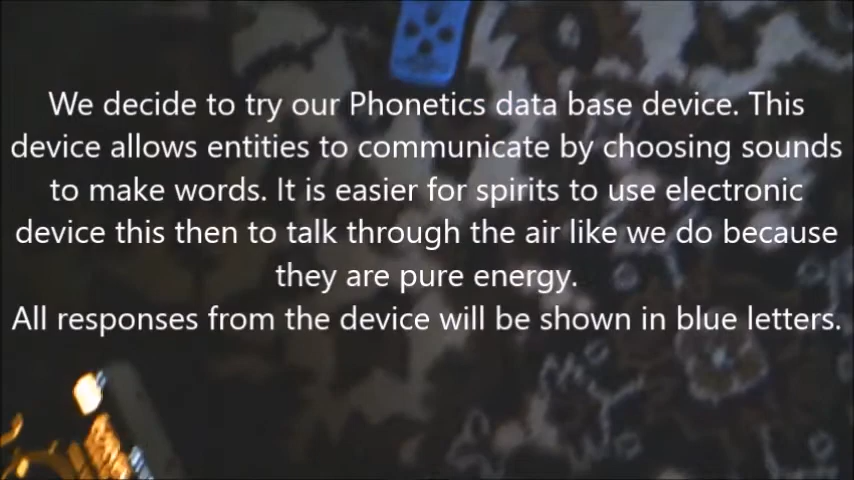 We decide to try our Phonetics data base device. This
device allows entities to communicate by choosing sounds
to make words. It is easier for spirits to use electronic
device this then to talk through the air like we do because
they are pure energy.
All responses from the device will be shown in blue letters.